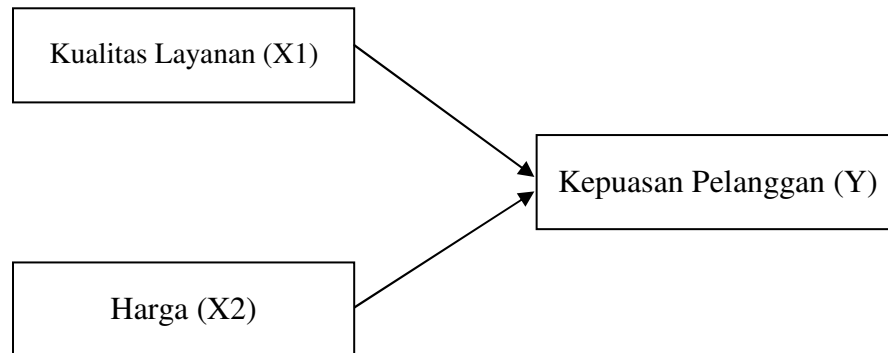 Kualitas Layanan (X1)
Kepuasan Pelanggan (Y)
Harga (X2)